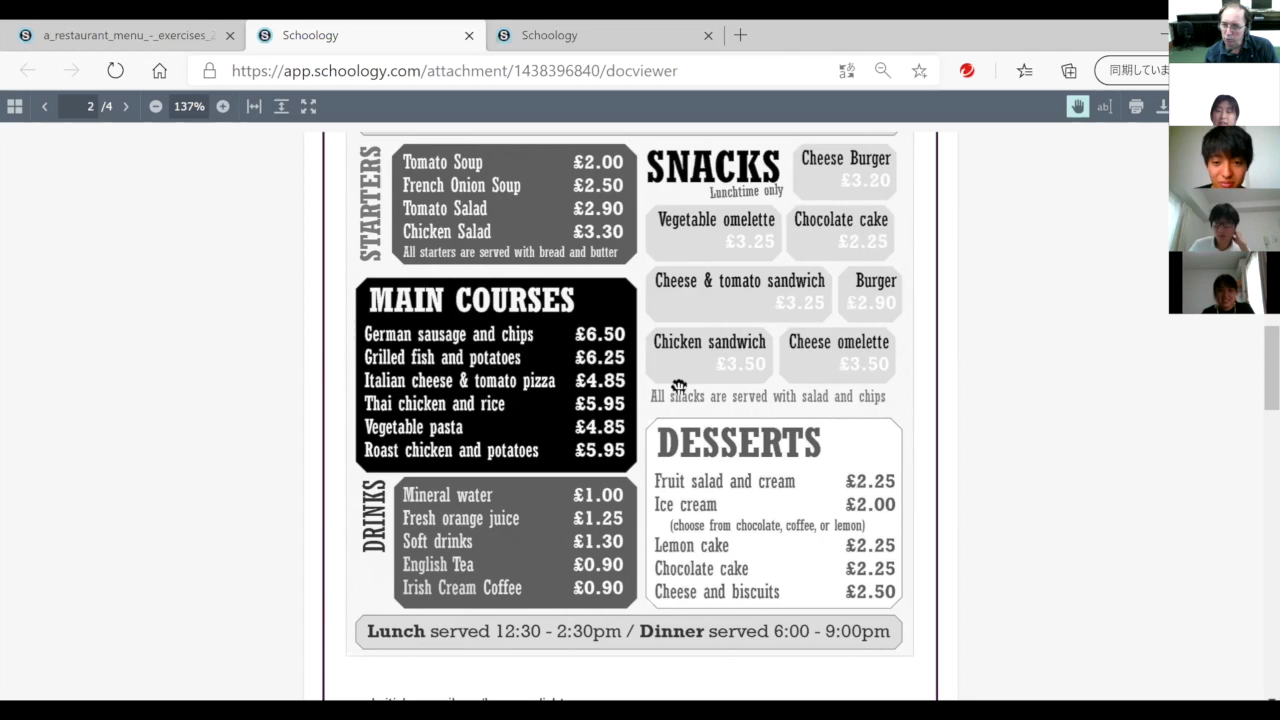 a_restaurant_menu_-_exercises_2
Schoology
Schoology
https://app.schoology.com/attachment/1438396840/docviewer
同期していま
2 /4
137%
STARTERS
Tomato Soup £2.00
French Onion Soup £2.50
Tomato Salad £2.90
Chicken Salad £3.30
All starters are served with bread and butter
MAIN COURSES
German sausage and chips £6.50
Grilled fish and potatoes £6.25
Italian cheese & tomato pizza £4.85
Thai chicken and rice £5.95
Vegetable pasta £4.85
Roast chicken and potatoes £5.95
DRINKS
Mineral water £1.00
Fresh orange juice £1.25
Soft drinks £1.30
English Tea £0.90
Irish Cream Coffee £0.90
SNACKS
Lunchtime only
Cheese Burger
£3.20
Vegetable omelette
£3.25
Chocolate cake
£2.25
Cheese & tomato sandwich
£3.25
Burger
£2.90
Chicken sandwich
£3.50
Cheese omelette
£3.50
All snacks are served with salad and chips
DESSERTS
Fruit salad and cream £2.25
Ice cream £2.00
(choose from chocolate, coffee, or lemon)
Lemon cake £2.25
Chocolate cake £2.25
Cheese and biscuits £2.50
Lunch served 12:30 - 2:30pm / Dinner served 6:00 - 9:00pm